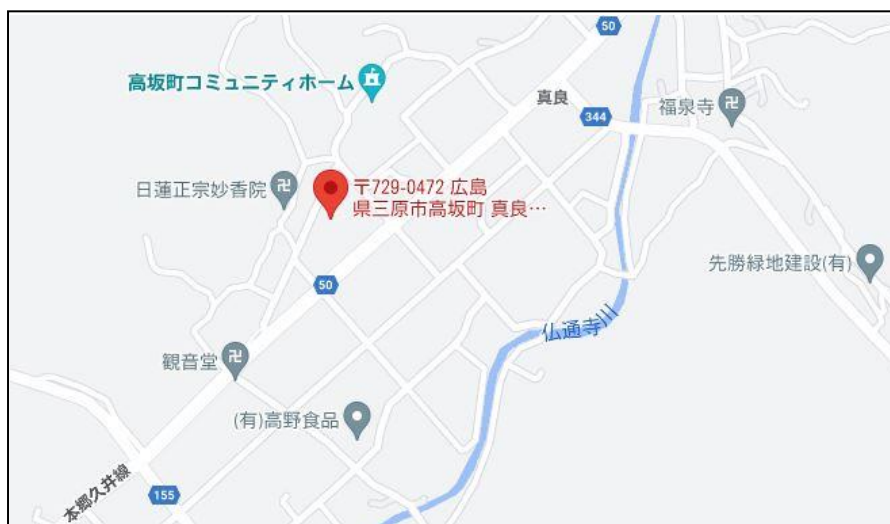 50
高坂町コミュニティホーム
真良
344
福泉寺
日蓮正宗妙香院
〒729-0472 広島
県三原市高坂町 真良…
先勝緑地建設(有)
50
仏通寺川
観音堂
(有)高野食品
本郷久井線
155